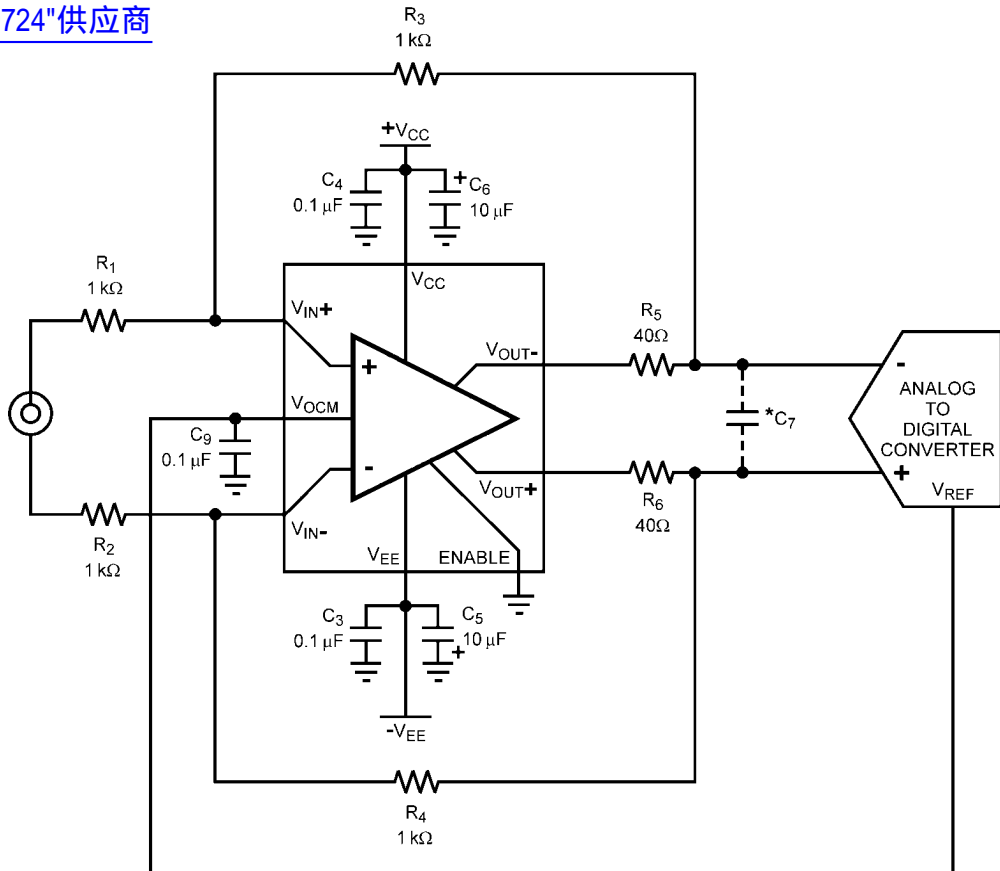 724"供应商
R3
1 kΩ
+VCC
C4
0.1 µF
+
C6
10 µF
R1
1 kΩ
VIN+
VCC
R5
40Ω
VOUT-
+
-
ANALOG
TO
DIGITAL
CONVERTER
VOCM
*C7
C9
0.1 µF
-
VOUT+
+
VREF
R6
40Ω
VIN-
R2
1 kΩ
VEE
ENABLE
C3
0.1 µF
C5
10 µF
+
-VEE
R4
1 kΩ